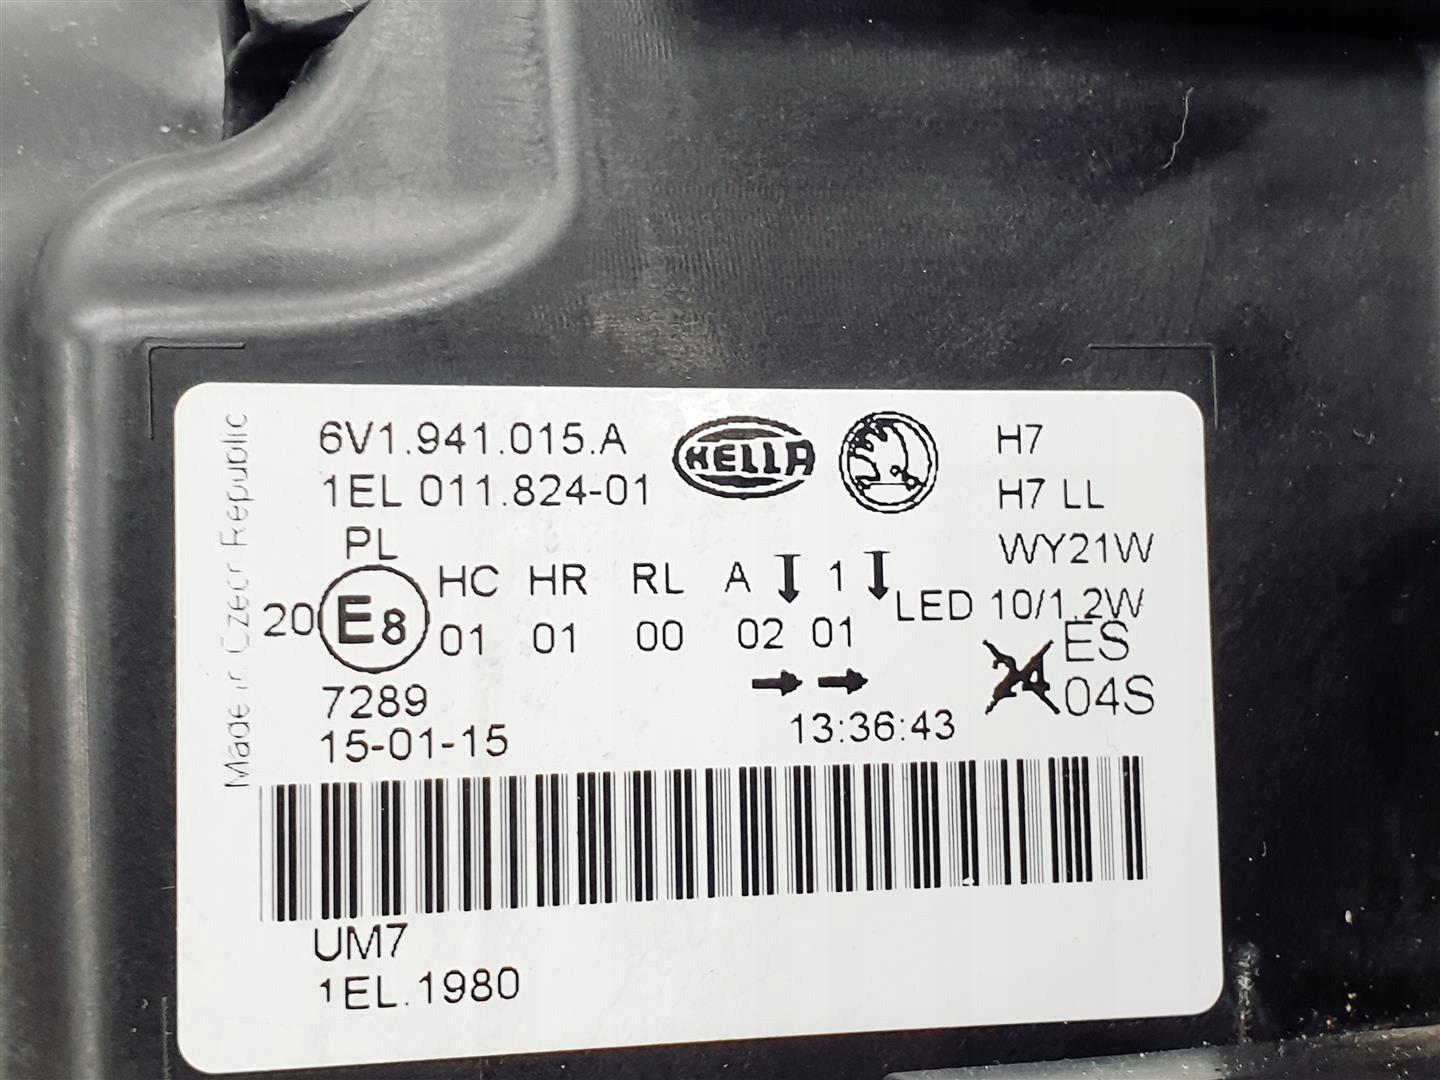 Made in Czech Republic
6V1.941.015.A
1EL 011.824-01
HELLA
H7
H7 LL
WY21W
LED 10/1.2W
PL
20 E8
HC HR RL A 1
01 01 00 02 01
7289
15-01-15
13:36:43
24
ES
04S
UM7
1EL.1980